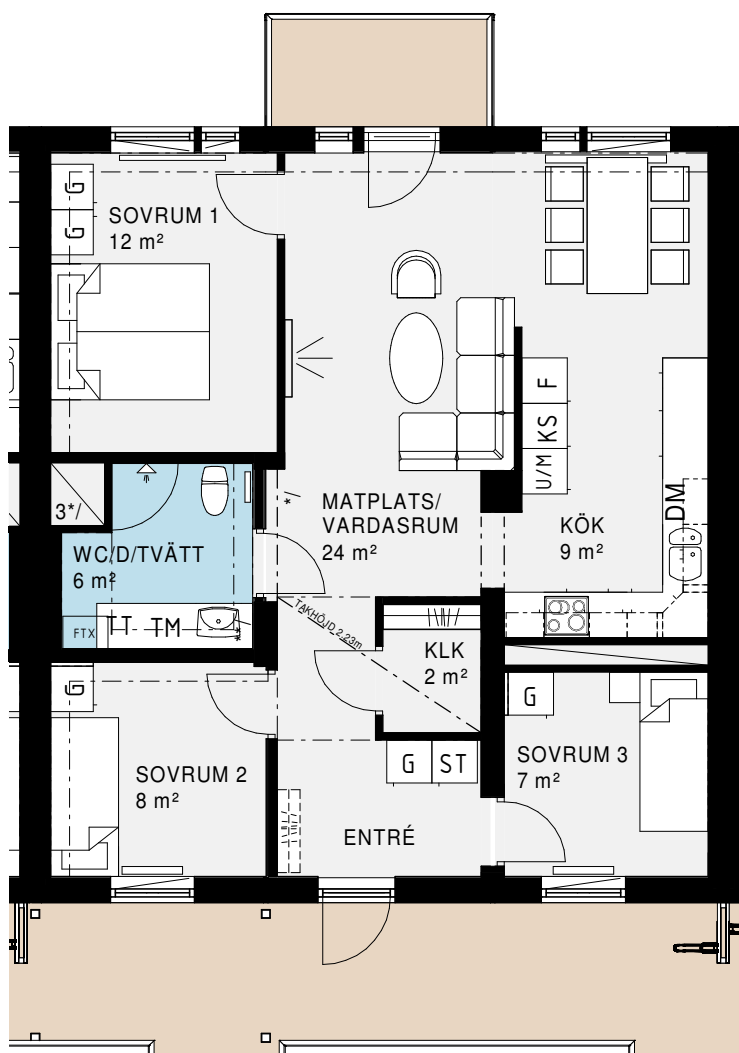 G
G
SOVRUM 1
12 m²
F
KS
U/M
3*/
*/
MATPLATS/
VARDASRUM
24 m²
KÖK
9 m²
DM
WC/D/TVÄTT
6 m²
FTX
TT TM
*/
TAKHÖJD 2,23m
KLK
2 m²
G
SOVRUM 2
8 m²
G ST
G
SOVRUM 3
7 m²
ENTRÉ